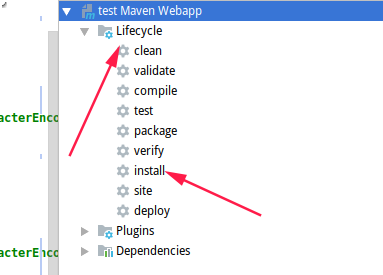 test Maven Webapp
Lifecycle
clean
validate
compile
acterEnco
test
package
verify
install
site
deploy
Plugins
acterEnco
Dependencies